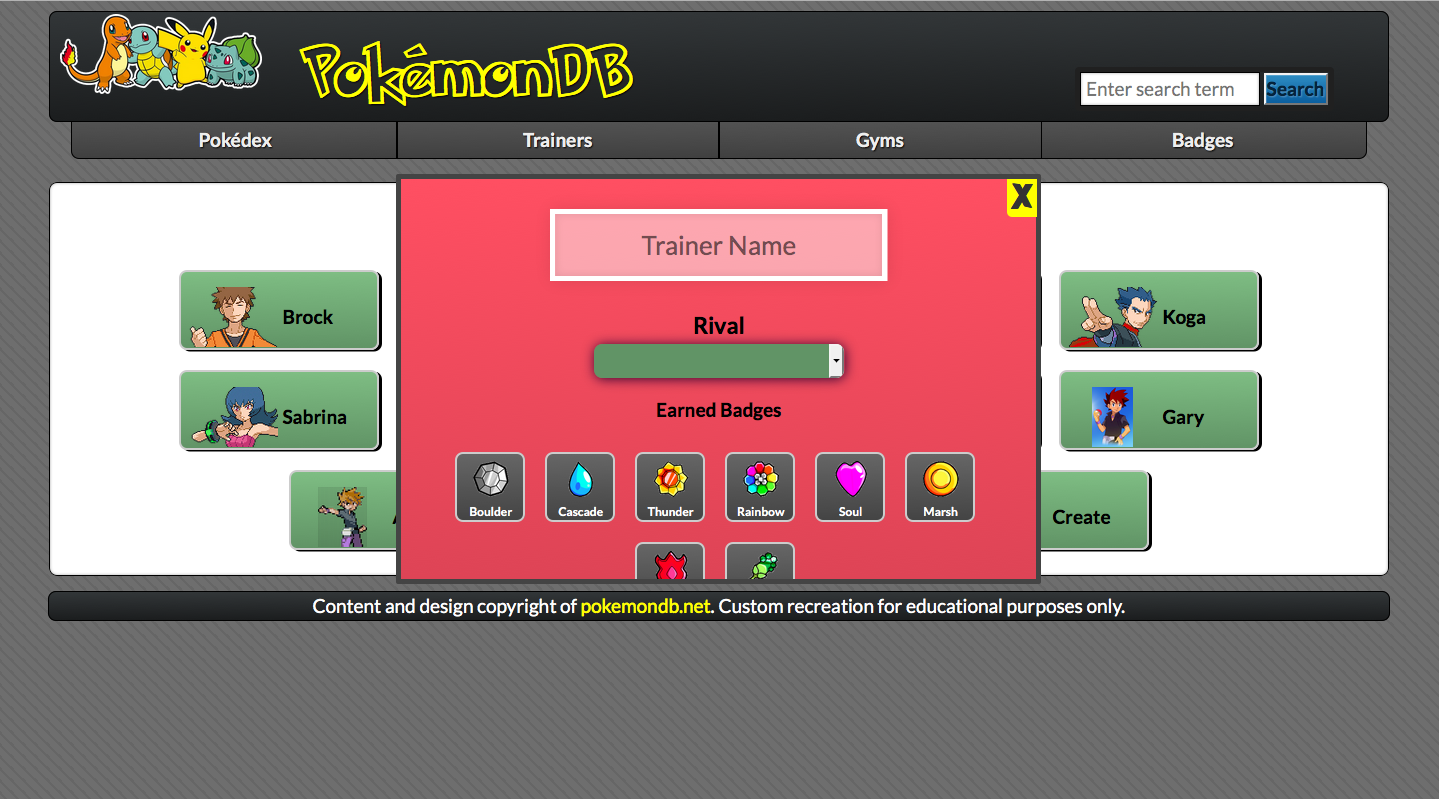 PokémonDB
Enter search term
Search
Pokédex
Trainers
Gyms
Badges
X
Trainer Name
Rival
Earned Badges
Boulder
Cascade
Thunder
Rainbow
Soul
Marsh
Brock
Koga
Sabrina
Gary
Create
Content and design copyright of pokemondb.net. Custom recreation for educational purposes only.